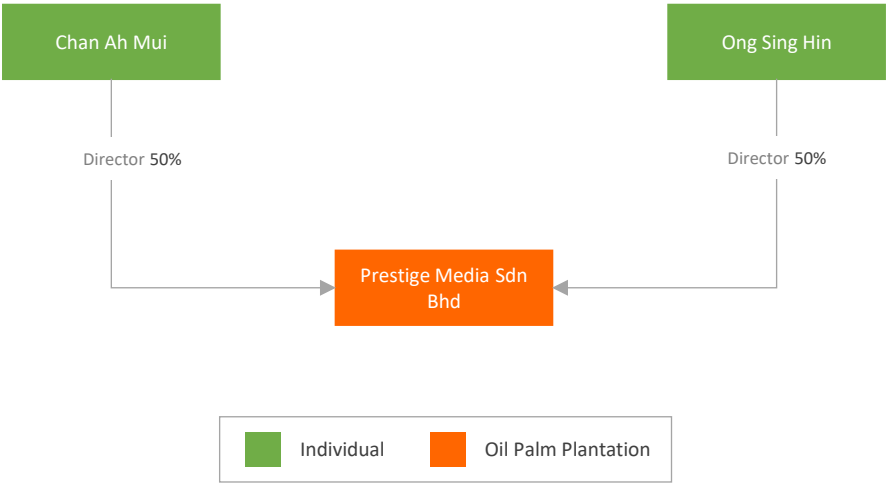 Chan Ah Mui
Ong Sing Hin
Director 50%
Director 50%
Prestige Media Sdn
Bhd
Individual
Oil Palm Plantation